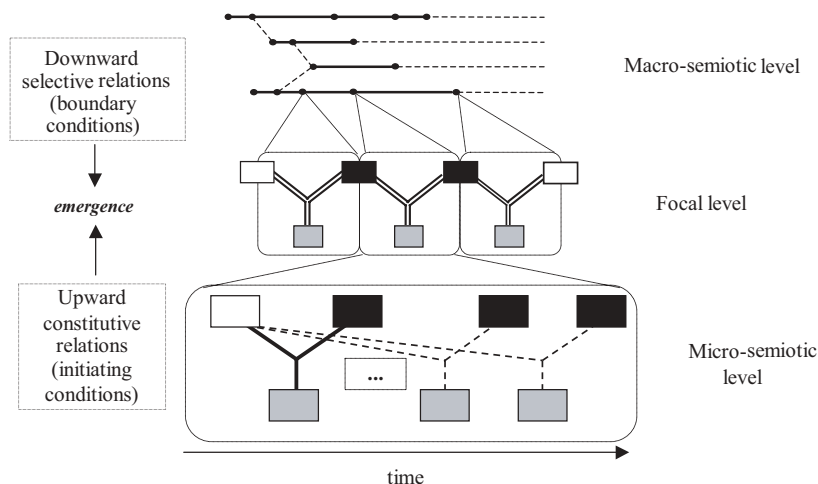 Downward
selective relations
(boundary
conditions)
emergence
Upward
constitutive
relations
(initiating
conditions)
Macro-semiotic level
Focal level
Micro-semiotic
level
...
time